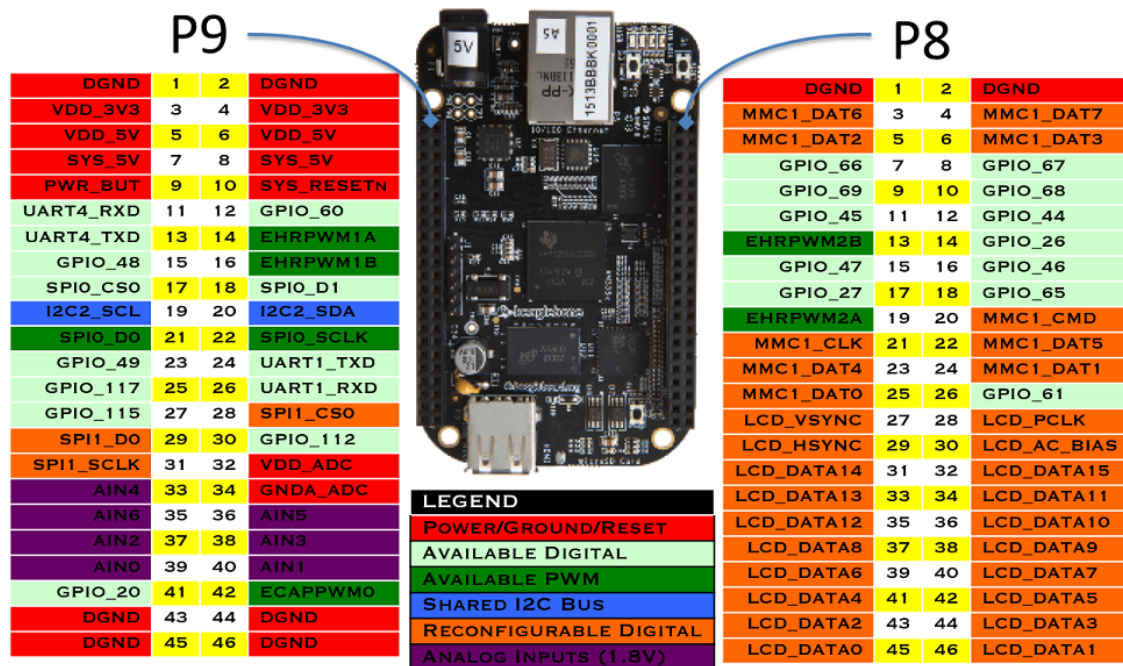 P9
P8
DGND 1 2 DGND
VDD_3V3 3 4 VDD_3V3
VDD_5V 5 6 VDD_5V
SYS_5V 7 8 SYS_5V
PWR_BUT 9 10 SYS_RESETN
UART4_RXD 11 12 GPIO_60
UART4_TXD 13 14 EHRPWM1A
GPIO_48 15 16 EHRPWM1B
SPI0_CS0 17 18 SPI0_D1
I2C2_SCL 19 20 I2C2_SDA
SPI0_D0 21 22 SPI0_SCLK
GPIO_49 23 24 UART1_TXD
GPIO_117 25 26 UART1_RXD
GPIO_115 27 28 SPI1_CS0
SPI1_D0 29 30 GPIO_112
SPI1_SCLK 31 32 VDD_ADC
AIN4 33 34 GNDA_ADC
AIN6 35 36 AIN5
AIN2 37 38 AIN3
AIN0 39 40 AIN1
GPIO_20 41 42 ECAPPWM0
DGND 43 44 DGND
DGND 45 46 DGND
5V
A5
1513BBBK0001
10/100 Ethernet
beaglebone
microSD Card
LEGEND
POWER/GROUND/RESET
AVAILABLE DIGITAL
AVAILABLE PWM
SHARED I2C BUS
RECONFIGURABLE DIGITAL
ANALOG INPUTS (1.8V)
DGND 1 2 DGND
MMC1_DAT6 3 4 MMC1_DAT7
MMC1_DAT2 5 6 MMC1_DAT3
GPIO_66 7 8 GPIO_67
GPIO_69 9 10 GPIO_68
GPIO_45 11 12 GPIO_44
EHRPWM2B 13 14 GPIO_26
GPIO_47 15 16 GPIO_46
GPIO_27 17 18 GPIO_65
EHRPWM2A 19 20 MMC1_CMD
MMC1_CLK 21 22 MMC1_DAT5
MMC1_DAT4 23 24 MMC1_DAT1
MMC1_DAT0 25 26 GPIO_61
LCD_VSYNC 27 28 LCD_PCLK
LCD_HSYNC 29 30 LCD_AC_BIAS
LCD_DATA14 31 32 LCD_DATA15
LCD_DATA13 33 34 LCD_DATA11
LCD_DATA12 35 36 LCD_DATA10
LCD_DATA8 37 38 LCD_DATA9
LCD_DATA6 39 40 LCD_DATA7
LCD_DATA4 41 42 LCD_DATA5
LCD_DATA2 43 44 LCD_DATA3
LCD_DATA0 45 46 LCD_DATA1